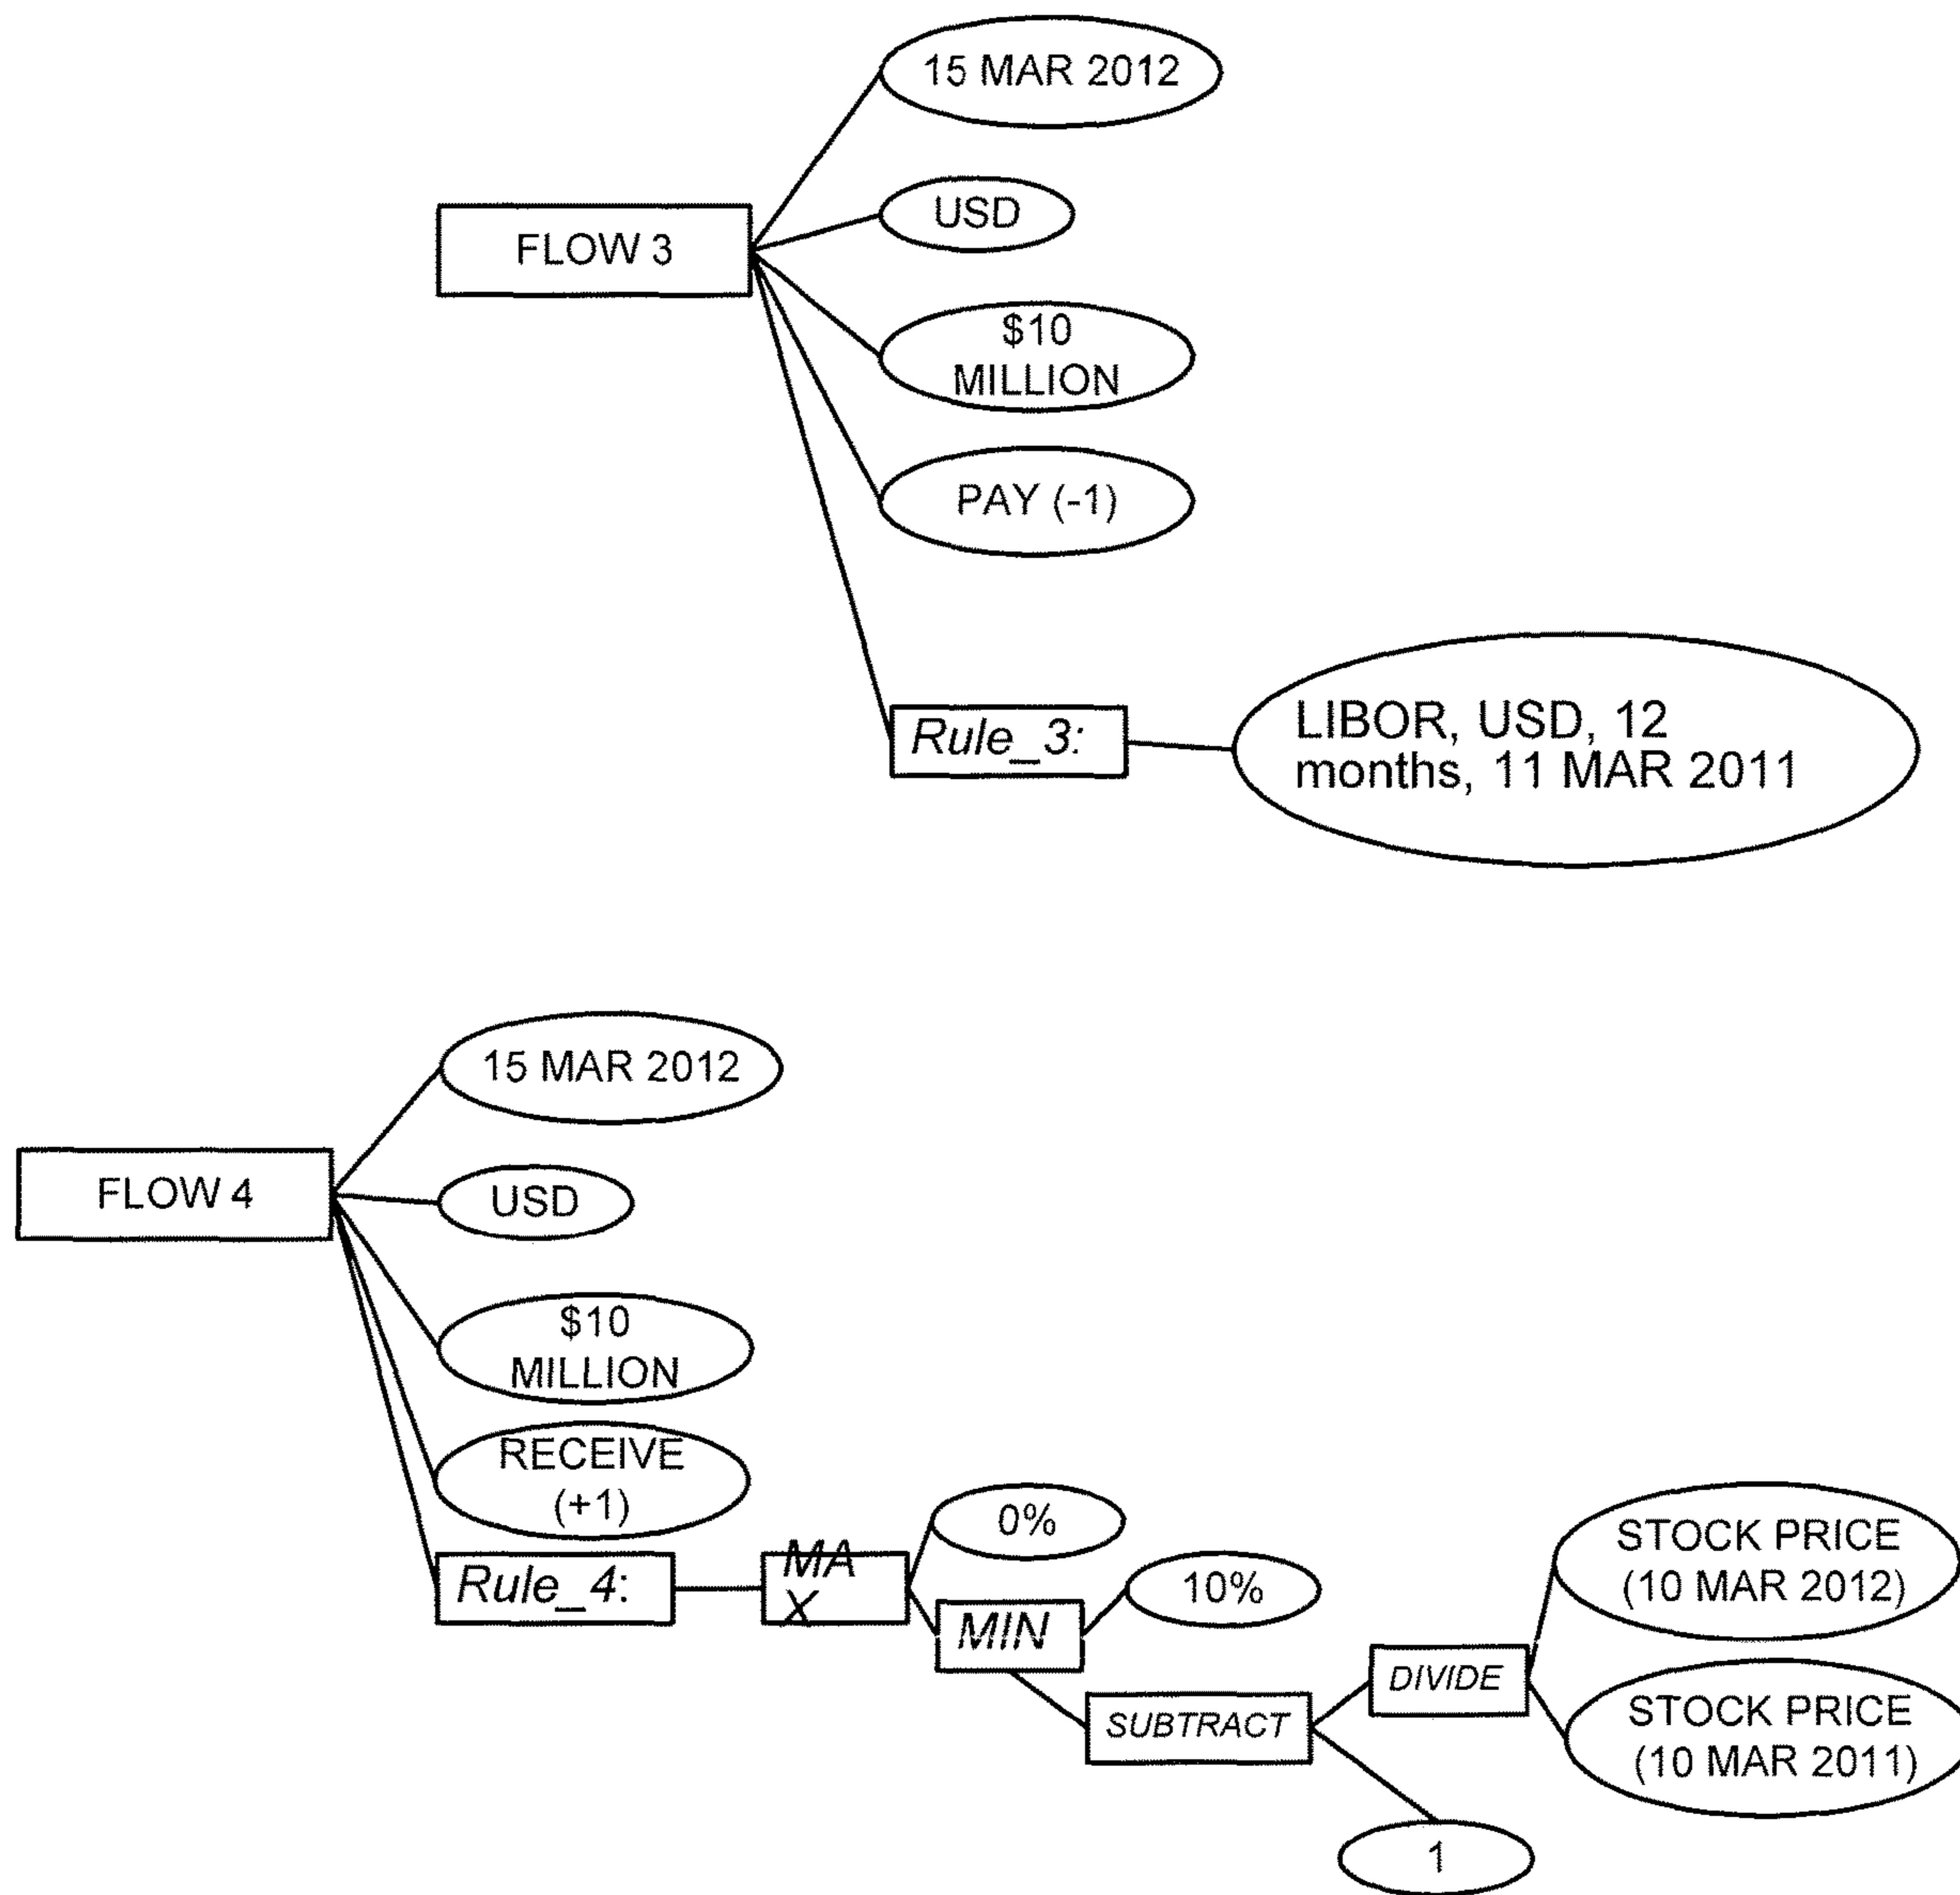 15 MAR 2012
USD
FLOW 3
$10
MILLION
PAY (-1)
Rule_3:
LIBOR, USD, 12
months, 11 MAR 2011
15 MAR 2012
FLOW 4
USD
$10
MILLION
RECEIVE
(+1)
Rule_4:
MA
X
0%
MIN
10%
SUBTRACT
DIVIDE
STOCK PRICE
(10 MAR 2012)
STOCK PRICE
(10 MAR 2011)
1